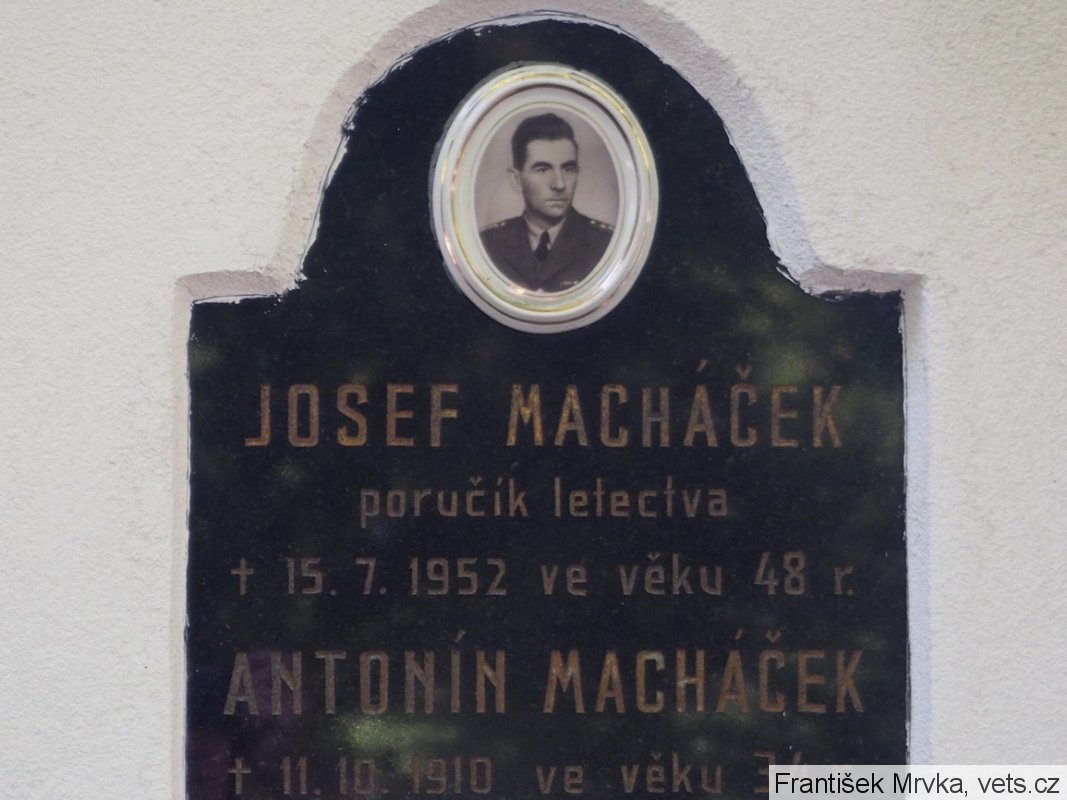 JOSEF MACHÁČEK
poručík letectva
† 15. 7. 1952 ve věku 48 r.
ANTONÍN MACHÁČEK
† 11. 10. 1910 ve věku
František Mrvka, vets.cz